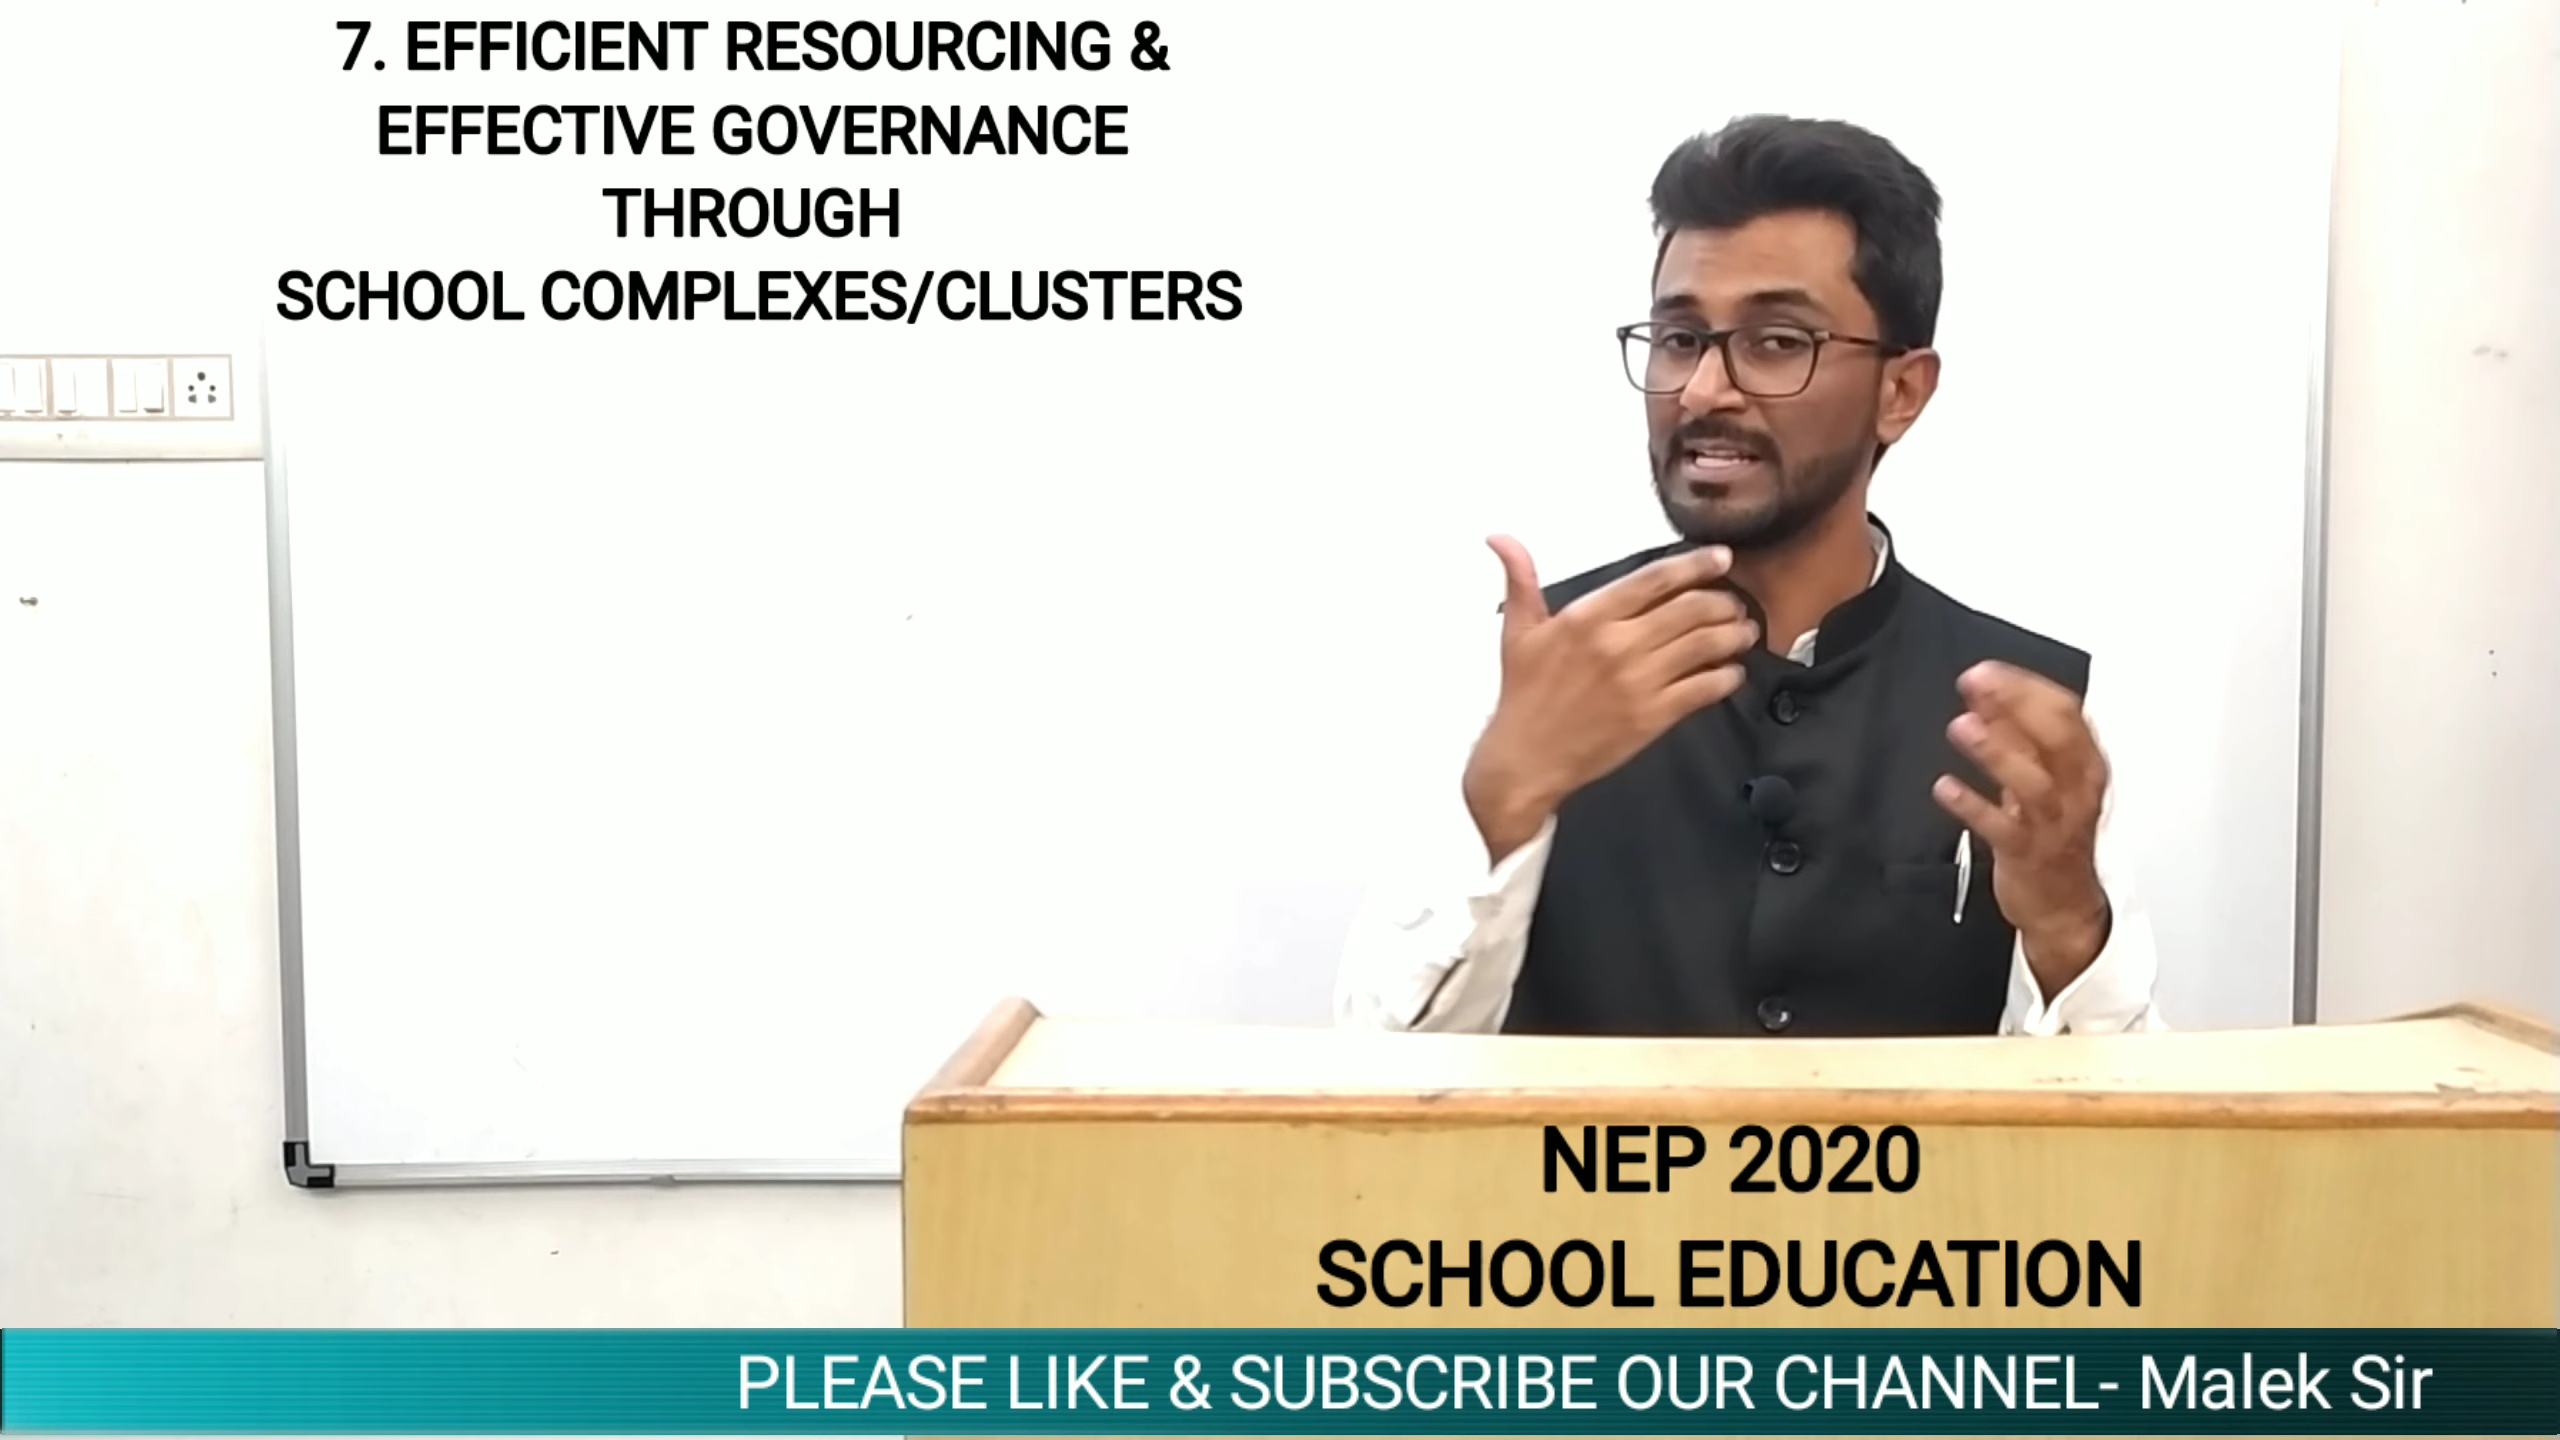 7. EFFICIENT RESOURCING &
EFFECTIVE GOVERNANCE
THROUGH
SCHOOL COMPLEXES/CLUSTERS
NEP 2020
SCHOOL EDUCATION
PLEASE LIKE & SUBSCRIBE OUR CHANNEL- Malek Sir